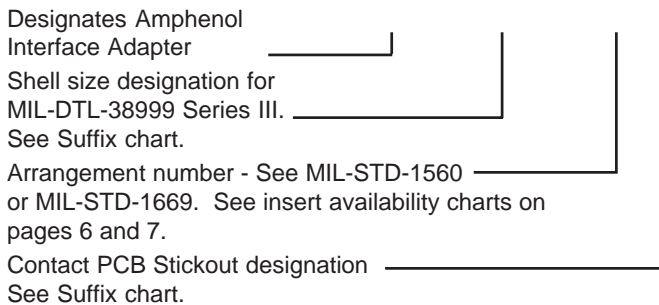 Designates Amphenol
Interface Adapter
Shell size designation for
MIL-DTL-38999 Series III.
See Suffix chart.
Arrangement number - See MIL-STD-1560
or MIL-STD-1669.  See insert availability charts on
pages 6 and 7.
Contact PCB Stickout designation
See Suffix chart.